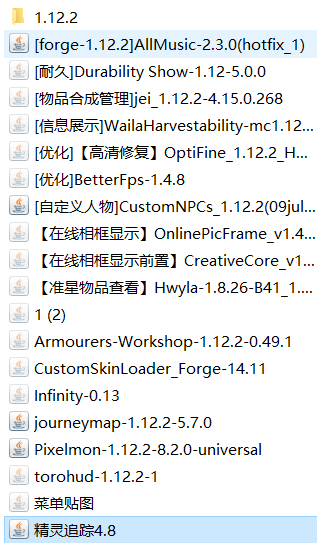 1.12.2
[forge-1.12.2]AllMusic-2.3.0(hotfix_1)
[耐久]Durability Show-1.12-5.0.0
[物品合成管理]jei_1.12.2-4.15.0.268
[信息展示]WailaHarvestability-mc1.12...
[优化]【高清修复】OptiFine_1.12.2_H...
[优化]BetterFps-1.4.8
[自定义人物]CustomNPCs_1.12.2(09jul...
【在线相框显示】OnlinePicFrame_v1.4...
【在线相框显示前置】CreativeCore_v1...
【准星物品查看】Hwyla-1.8.26-B41_1....
1 (2)
Armourers-Workshop-1.12.2-0.49.1
CustomSkinLoader_Forge-14.11
Infinity-0.13
journeymap-1.12.2-5.7.0
Pixelmon-1.12.2-8.2.0-universal
torohud-1.12.2-1
菜单贴图
精灵追踪4.8